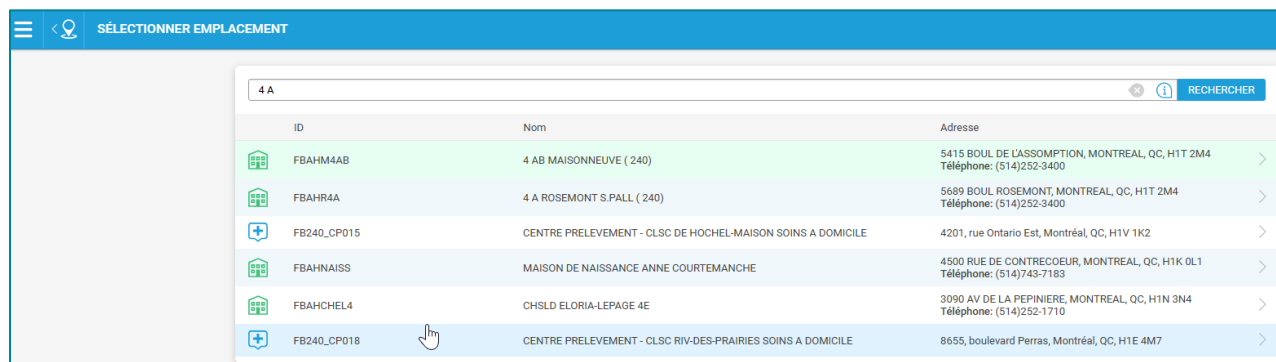 SÉLECTIONNER EMPLACEMENT
4 A
RECHERCHER
ID Nom Adresse
FBAHM4AB 4 AB MAISONNEUVE ( 240) 5415 BOUL DE L'ASSOMPTION, MONTREAL, QC, H1T 2M4
Téléphone: (514)252-3400
FBAHR4A 4 A ROSEMONT S.PALL ( 240) 5689 BOUL ROSEMONT, MONTREAL, QC, H1T 2M4
Téléphone: (514)252-3400
FB240_CP015 CENTRE PRELEVEMENT - CLSC DE HOCHEL-MAISON SOINS A DOMICILE 4201, rue Ontario Est, Montréal, QC, H1V 1K2
FBAHNAISS MAISON DE NAISSANCE ANNE COURTEMANCHE 4500 RUE DE CONTRECOEUR, MONTREAL, QC, H1K 0L1
Téléphone: (514)743-7183
FBAHCHEL4 CHSLD ELORIA-LEPAGE 4E 3090 AV DE LA PEPINIERE, MONTREAL, QC, H1N 3N4
Téléphone: (514)252-1710
FB240_CP018 CENTRE PRELEVEMENT - CLSC RIV-DES-PRAIRIES SOINS A DOMICILE 8655, boulevard Perras, Montréal, QC, H1E 4M7